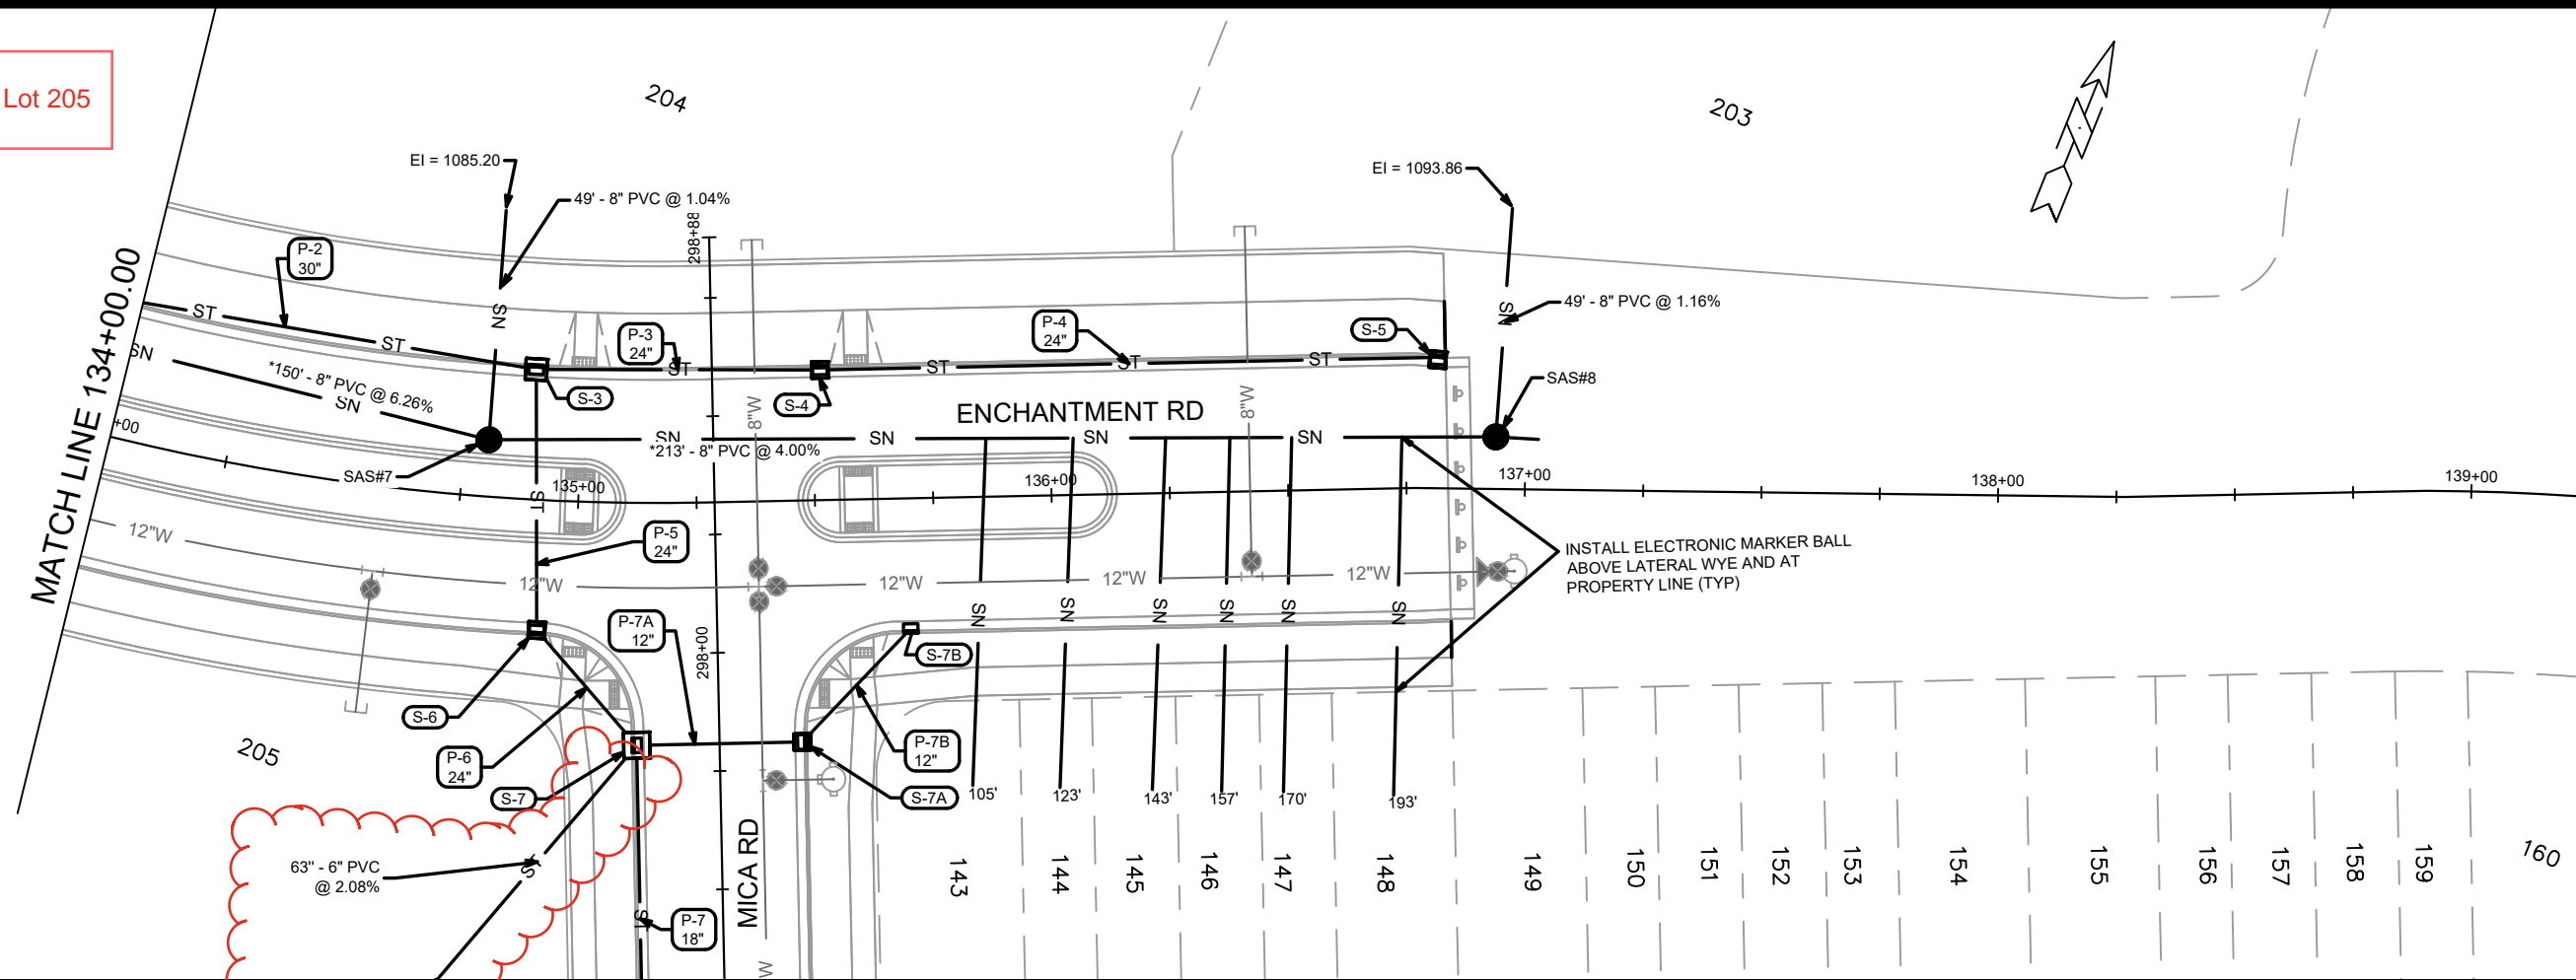 Lot 205
204
203
EI = 1085.20
49' - 8" PVC @ 1.04%
EI = 1093.86
49' - 8" PVC @ 1.16%
298+88
MATCH LINE 134+00.00
P-2
30"
ST
ST
SN
P-3
24"
ST
P-4
24"
ST
ST
ST
S-5
SN
SN
*150' - 8" PVC @ 6.26%
SN
S-3
S-4
8"W
8"W
ENCHANTMENT RD
SAS#8
+00
SN
*213' - 8" PVC @ 4.00%
SN
SN
SN
SAS#7
135+00
136+00
137+00
138+00
139+00
ST
12"W
P-5
24"
12"W
12"W
12"W
12"W
INSTALL ELECTRONIC MARKER BALL
ABOVE LATERAL WYE AND AT
PROPERTY LINE (TYP)
P-7A
12"
298+00
SN
SN
SN
SN
SN
SN
S-7B
S-6
205
P-6
24"
P-7B
12"
S-7
S-7A
105'
123'
143'
157'
170'
193'
63" - 6" PVC
@ 2.08%
MICA RD
P-7
18"
W
143
144
145
146
147
148
149
150
151
152
153
154
155
156
157
158
159
160